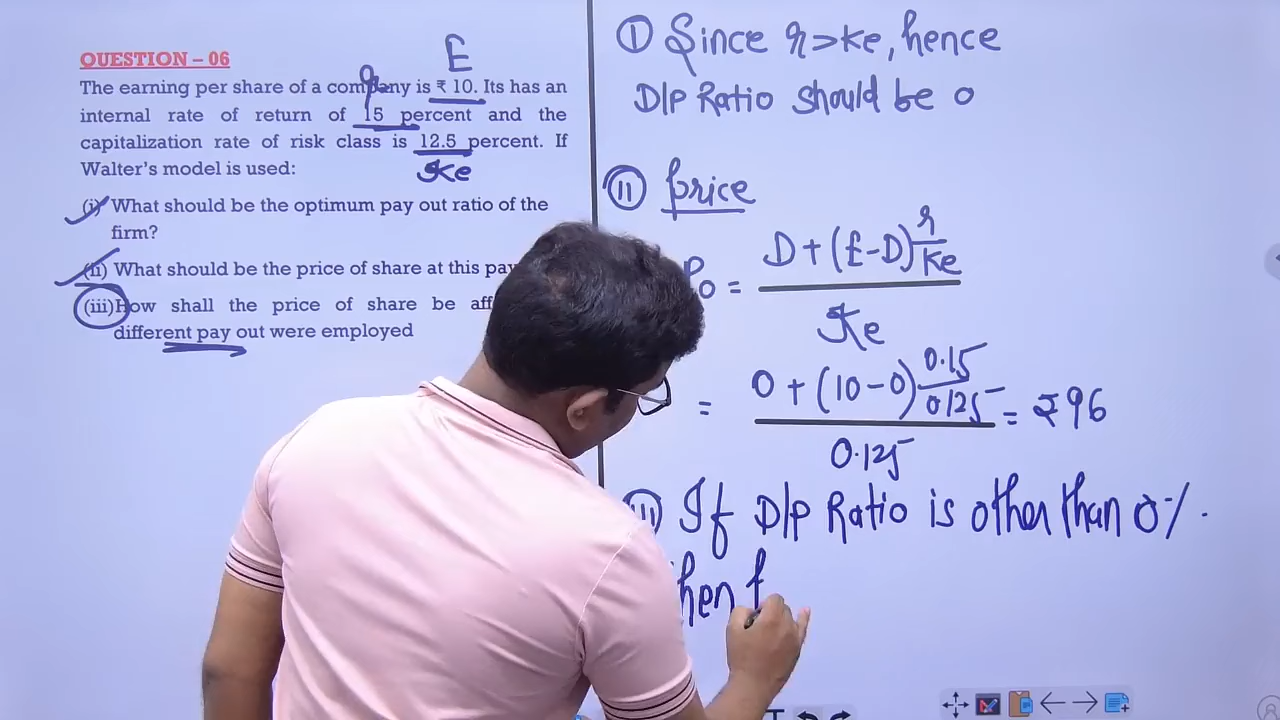 QUESTION – 06
The earning per share of a company is ₹ 10. Its has an
internal rate of return of 15 percent and the
capitalization rate of risk class is 12.5 percent. If
Walter's model is used:
(i) What should be the optimum pay out ratio of the
firm?
(ii) What should be the price of share at this
(iii) How shall the price of share be
different pay out were employed
E
r
Ke
① Since r > ke, hence
D/P Ratio should be 0
(II) price
P0 = D + (E-D) r/ke
Ke
= 0 + (10-0) 0.15/0.125 = ₹96
0.125
If D/P Ratio is other than 0%.